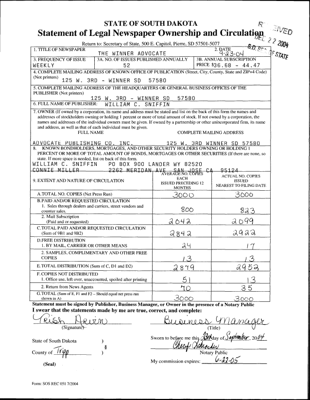 STATE OF SOUTH DAKOTA
Statement of Legal Newspaper Ownership and Circulation
Return to: Secretary of State, 500 E. Capitol, Pierre, SD 57501-5077
1. TITLE OF NEWSPAPER
THE WINNER ADVOCATE
2. DATE
9-23-04
3. FREQUENCY OF ISSUE
WEEKLY
3A. NO. OF ISSUES PUBLISHED ANNUALLY
52
3B. ANNUAL SUBSCRIPTION
PRICE $36.68 - 44.47
4. COMPLETE MAILING ADDRESS OF KNOWN OFFICE OF PUBLICATION (Street, City, County, State and ZIP+4 Code)
(Not printers)
125 W. 3RD - WINNER SD 57580
5. COMPLETE MAILING ADDRESS OF THE HEADQUARTERS OR GENERAL BUSINESS OFFICES OF THE
PUBLISHER (Not printers)
125 W. 3RD - WINNER SD 57580
6. FULL NAME OF PUBLISHER: WILLIAM C. SNIFFIN
7. OWNER (If owned by a corporation, its name and address must be stated and list on the back of this form the names and
addresses of stockholders owning or holding 1 percent or more of total amount of stock. If not owned by a corporation, the
names and addresses of the individual owners must be given. If owned by a partnership or other unincorporated firm, its name
and address, as well as that of each individual must be given.
FULL NAME COMPLETE MAILING ADDRESS
ADVOCATE PUBLISHING CO. INC. 125 W. 3RD WINNER SD 57580
8. KNOWN BONDHOLDERS, MORTGAGES, AND OTHER SECURITY HOLDERS OWNING OR HOLDING 1
PERCENT OR MORE OF TOTAL AMOUNT OF BONDS, MORTGAGES OR OTHER SECURITIES (If there are none, so
state. If more space is needed, list on back of this form.
WILLIAM C. SNIFFIN PO BOX 900 LANDER WY 82520
CONNIE MILLER 2262 MERIDAN AVE SAN JOSE CA 95124
9. EXTENT AND NATURE OF CIRCULATION
AVERAGE NO. COPIES
EACH
ISSUED PRECEDING 12
MONTHS
ACTUAL NO. COPIES
ISSUED
NEAREST TO FILING DATE
A. TOTAL NO. COPIES (Net Press Run) 3000 3000
B. PAID AND/OR REQUESTED CIRCULATION
1. Sales through dealers and carriers, street vendors and
counter sales 800 823
2. Mail Subscription
(Paid and or requested) 2042 2099
C. TOTAL PAID AND/OR REQUESTED CIRCULATION
(Sum of 9B1 and 9B2) 2842 2922
D. FREE DISTRIBUTION
1. BY MAIL, CARRIER OR OTHER MEANS 24 17
2. SAMPLES, COMPLIMENTARY AND OTHER FREE
COPIES 13 13
E. TOTAL DISTRIBUTION (Sum of C, D1 and D2) 2879 2952
F. COPIES NOT DISTRIBUTED
1. Office use, left over, unaccounted, spoiled after printing 51 13
2. Return from News Agents 70 35
G. TOTAL (Sum of E, F1 and F2 - Should equal net press run
shown in A) 3000 3000
Statement must be signed by Publisher, Business Manager, or Owner in the presence of a Notary Public
I swear that the statements made by me are true, correct, and complete:
Business Manager
(Signature) (Title)
State of South Dakota )
County of Tripp )
(Seal)
Sworn to before me this day of September, 2004
Notary Public
My commission expires: 6-22-05
Form: SOS REC 051 7/2004